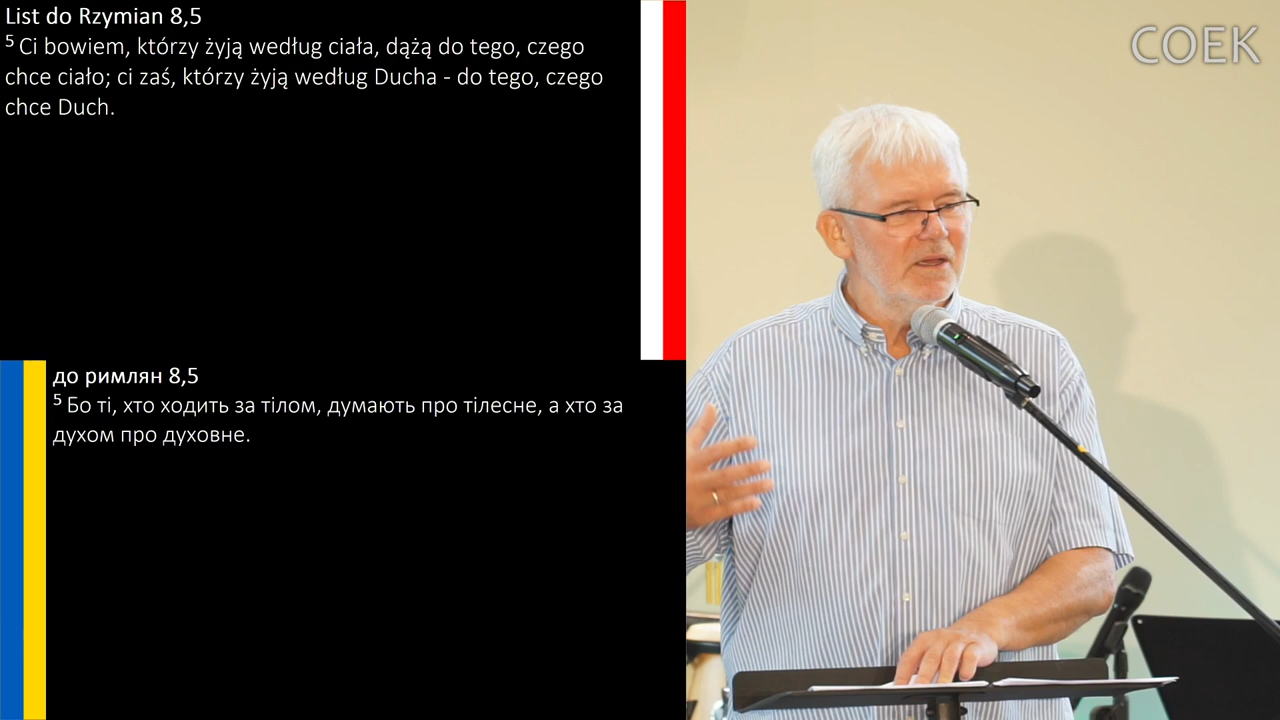 List do Rzymian 8,5
5 Ci bowiem, którzy żyją według ciała, dążą do tego, czego
chce ciało; ci zaś, którzy żyją według Ducha - do tego, czego
chce Duch.
до римлян 8,5
5 Бо ті, хто ходить за тілом, думають про тілесне, а хто за
духом про духовне.
COEK